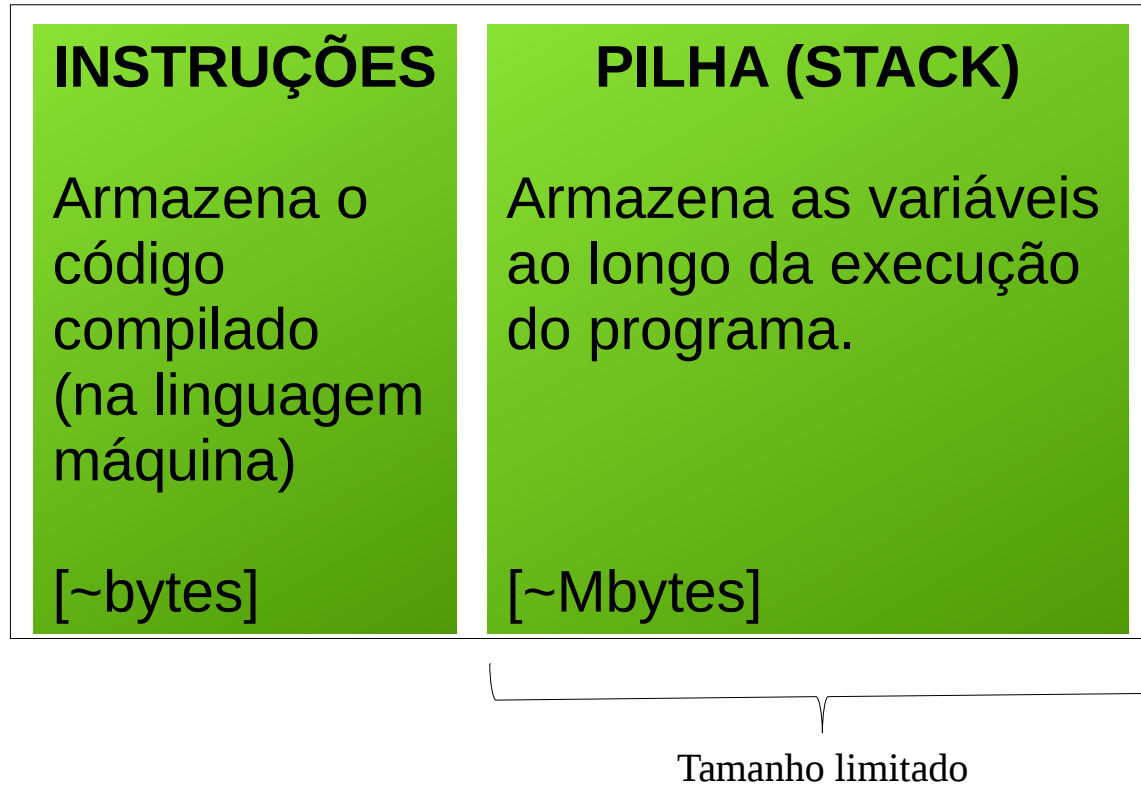 INSTRUÇÕES
Armazena o
código
compilado
(na linguagem
máquina)
[~bytes]
PILHA (STACK)
Armazena as variáveis
ao longo da execução
do programa.
[~Mbytes]
Tamanho limitado